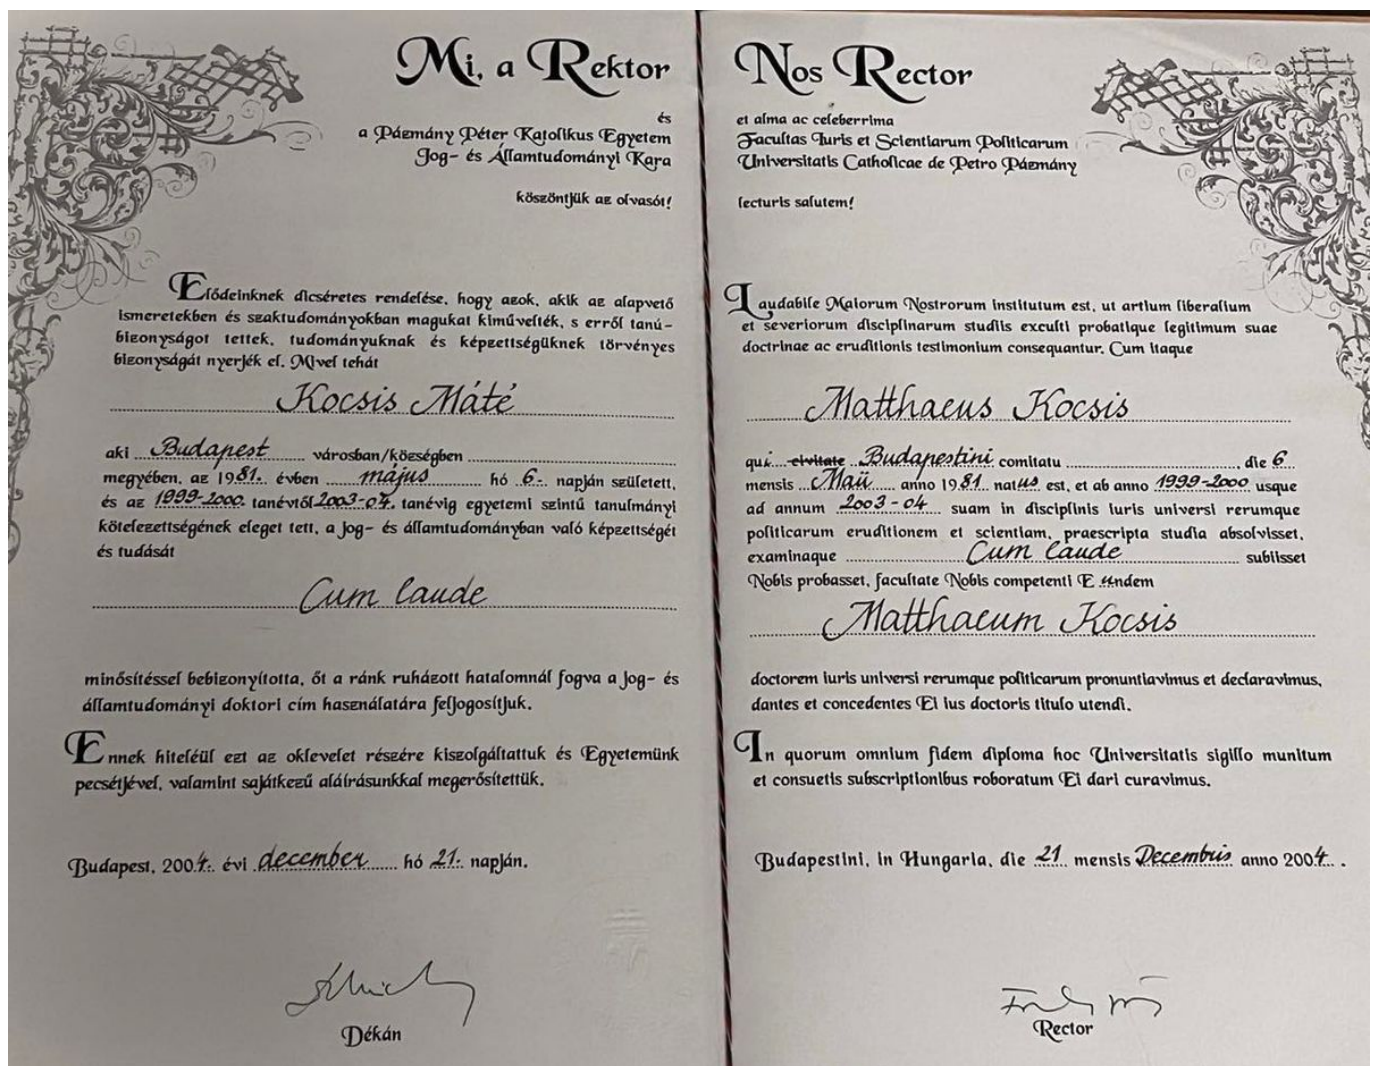 Mi, a Rektor
és
a Pázmány Péter Katolikus Egyetem
Jog- és Államtudományi Kara
köszöntjük az olvasót!
Elődeinknek dicséretes rendelése, hogy azok, akik az alapvető
ismeretekben és szaktudományokban magukat kiművelték, s erről tanú-
bizonyságot tettek, tudományuknak és képzettségüknek törvényes
bizonyságát nyerjék el. Mivel tehát
Kocsis Máté
aki Budapest városban/községben
megyében, az 1981. évben május hó 6. napján született,
és az 1999-2000. tanévtől 2003-04. tanévig egyetemi szintű tanulmányi
kötelezettségének eleget tett, a jog- és államtudományban való képzettségét
és tudását
Cum laude
minősítéssel bebizonyította, őt a ránk ruházott hatalomnál fogva a jog- és
államtudományi doktori cím használatára feljogosítjuk.
Ennek hiteléül ezt az oklevelet részére kiszolgáltattuk és Egyetemünk
pecsétjével, valamint sajátkezű aláírásunkkal megerősítettük.
Budapest, 2004. évi december hó 21. napján.
Dékán
Nos Rector
et alma ac celeberrima
Facultas Iuris et Scientiarum Politicarum
Universitatis Catholicae de Petro Pázmány
lecturis salutem!
Laudabile Maiorum Nostrorum institutum est, ut artium liberalium
et severiorum disciplinarum studiis exculti probatique legitimum suae
doctrinae ac eruditionis testimonium consequantur. Cum itaque
Matthaeus Kocsis
qui civitate Budapestini comitatu die 6
mensis Maii anno 1981. natus est, et ab anno 1999-2000 usque
ad annum 2003-04 suam in disciplinis iuris universi rerumque
politicarum eruditionem et scientiam, praescripta studia absolvisset,
examinaque Cum laude subiisset
Nobis probasset, facultate Nobis competenti Eundem
Matthaeum Kocsis
doctorem iuris universi rerumque politicarum pronuntiavimus et declaravimus,
dantes et concedentes Ei ius doctoris titulo utendi.
In quorum omnium fidem diploma hoc Universitatis sigillo munitum
et consuetis subscriptionibus roboratum Ei dari curavimus.
Budapestini, in Hungaria, die 21 mensis Decembris anno 2004.
Rector